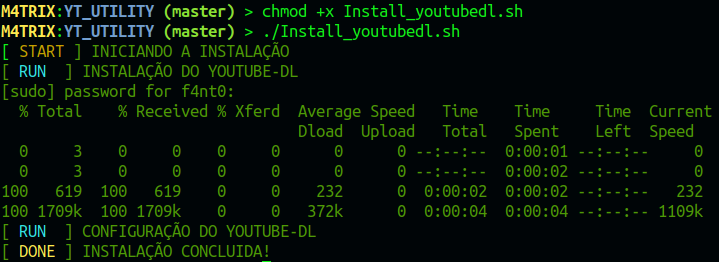 M4TRIX:YT_UTILITY (master) > chmod +x Install_youtubedl.sh
M4TRIX:YT_UTILITY (master) > ./Install_youtubedl.sh
[ START ] INICIANDO A INSTALAÇÃO
[ RUN  ] INSTALAÇÃO DO YOUTUBE-DL
[sudo] password for f4nt0:
  % Total    % Received % Xferd  Average Speed   Time    Time     Time  Current
                                 Dload  Upload   Total   Spent    Left  Speed
  0     3    0     0    0     0      0      0 --:--:--  0:00:01 --:--:--     0
  0     3    0     0    0     0      0      0 --:--:--  0:00:02 --:--:--     0
100   619  100   619    0     0    232      0  0:00:02  0:00:02 --:--:--   232
100 1709k  100 1709k    0     0   372k      0  0:00:04  0:00:04 --:--:-- 1109k
[ RUN  ] CONFIGURAÇÃO DO YOUTUBE-DL
[ DONE ] INSTALAÇÃO CONCLUIDA!